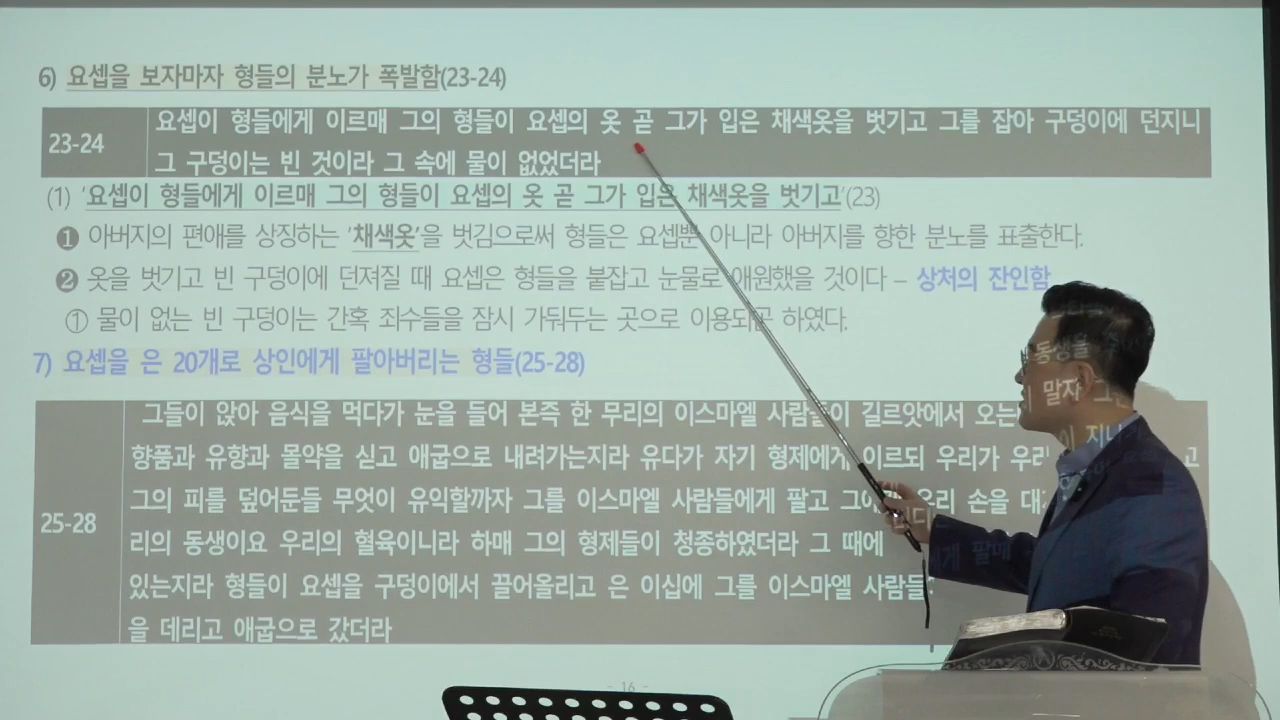 6) 요셉을 보자마자 형들의 분노가 폭발함(23-24)
23-24
요셉이 형들에게 이르매 그의 형들이 요셉의 옷 곧 그가 입은 채색옷을 벗기고 그를 잡아 구덩이에 던지니
그 구덩이는 빈 것이라 그 속에 물이 없었더라
(1) '요셉이 형들에게 이르매 그의 형들이 요셉의 옷 곧 그가 입은 채색옷을 벗기고'(23)
❶ 아버지의 편애를 상징하는 '채색옷'을 벗김으로써 형들은 요셉뿐 아니라 아버지를 향한 분노를 표출한다.
❷ 옷을 벗기고 빈 구덩이에 던져질 때 요셉은 형들을 붙잡고 눈물로 애원했을 것이다 – 상처의 잔인함
① 물이 없는 빈 구덩이는 간혹 죄수들을 잠시 가둬두는 곳으로 이용되곤 하였다.
7) 요셉을 은 20개로 상인에게 팔아버리는 형들(25-28)
25-28
그들이 앉아 음식을 먹다가 눈을 들어 본즉 한 무리의 이스마엘 사람들이 길르앗에서 오는 동생을
향품과 유향과 몰약을 싣고 애굽으로 내려가는지라 유다가 자기 형제에게 이르되 우리가 말자 고
그의 피를 덮어둔들 무엇이 유익할까 그를 이스마엘 사람들에게 팔고 우리 손을
리의 동생이요 우리의 혈육이니라 하매 그의 형제들이 청종하였더라 그 때에
있는지라 형들이 요셉을 구덩이에서 끌어올리고 은 이십에 그를 이스마엘 팔매
을 데리고 애굽으로 갔더라
- 16 -